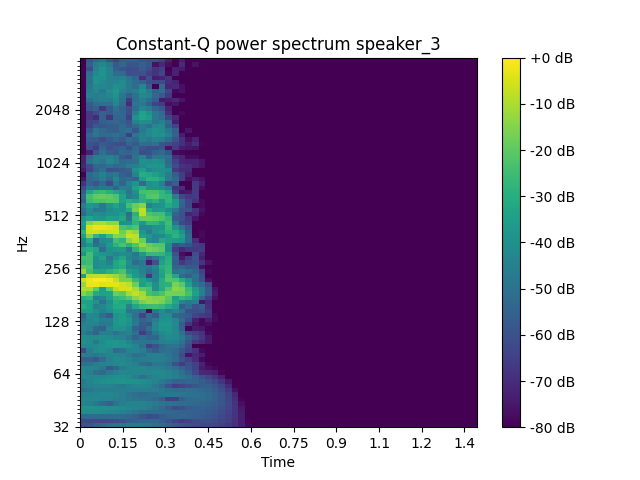 Constant-Q power spectrum speaker_3
Hz
2048
1024
512
256
128
64
32
0 0.15 0.3 0.45 0.6 0.75 0.9 1.1 1.2 1.4
Time
+0 dB
-10 dB
-20 dB
-30 dB
-40 dB
-50 dB
-60 dB
-70 dB
-80 dB